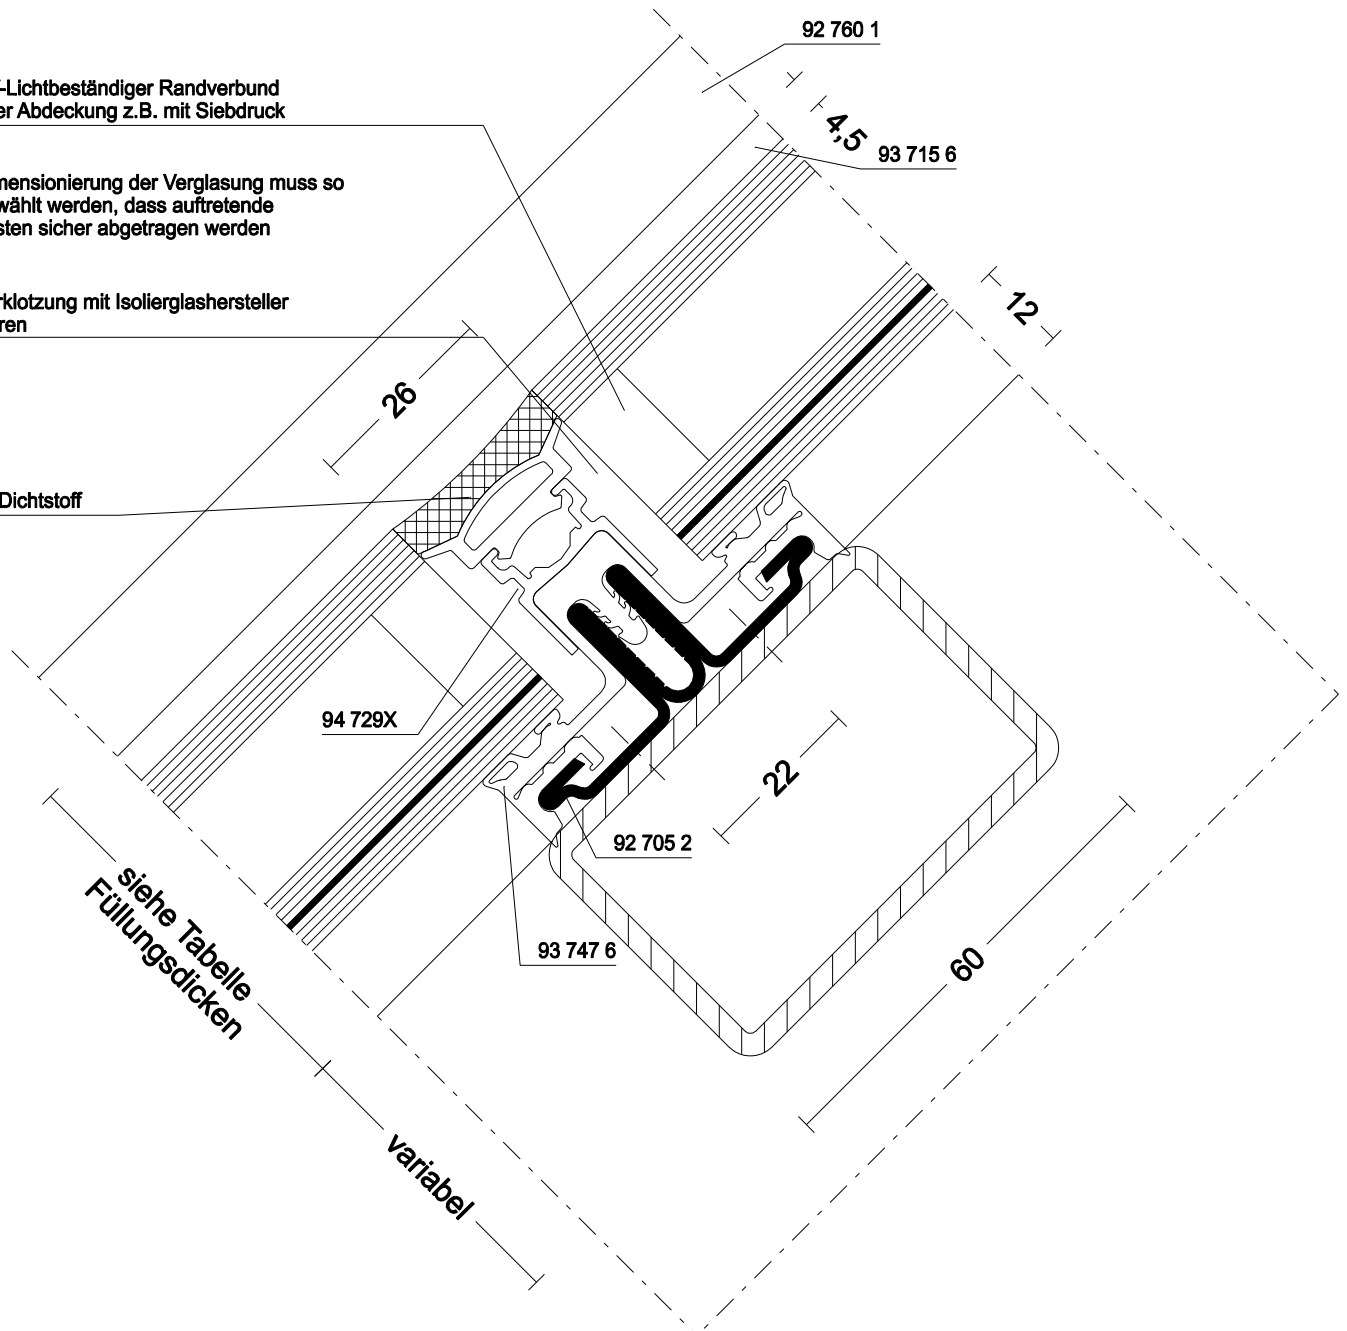 92 760 1
-Lichtbeständiger Randverbund
er Abdeckung z.B. mit Siebdruck
4,5
93 715 6
mensionierung der Verglasung muss so
wählt werden, dass auftretende
sten sicher abgetragen werden
12
rklotzung mit Isolierglashersteller
ren
26
Dichtstoff
94 729X
22
92 705 2
93 747 6
60
siehe Tabelle
Füllungsdicken
variabel